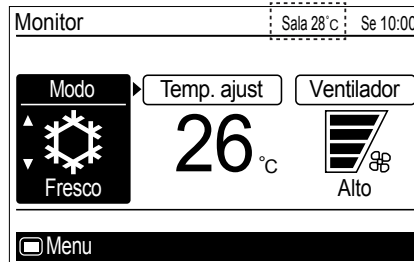 Monitor Sala 28°C Se 10:00
Modo Temp. ajust Ventilador
26 °C
Fresco Alto
Menu